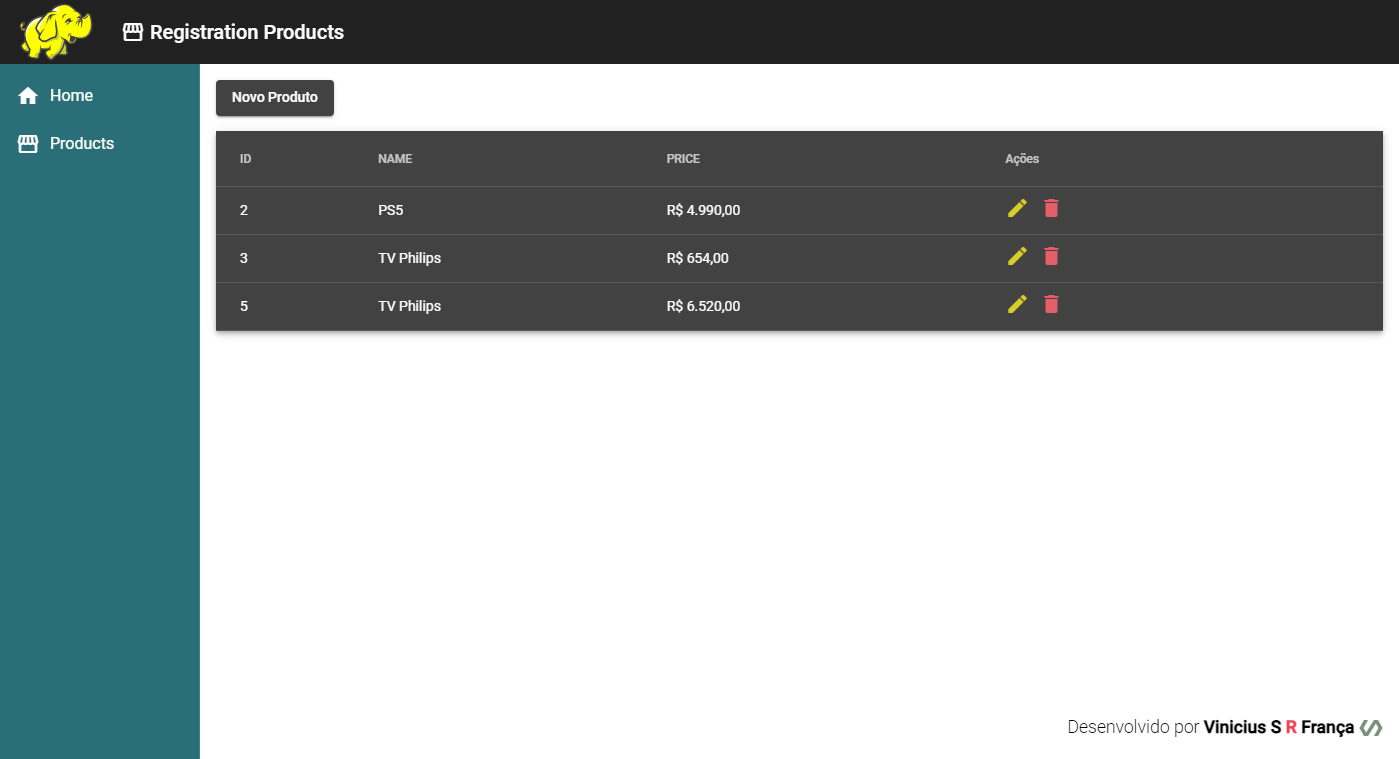 Registration Products
Home
Products
Novo Produto
ID NAME PRICE Ações
2 PS5 R$ 4.990,00
3 TV Philips R$ 654,00
5 TV Philips R$ 6.520,00
Desenvolvido por Vinicius S R França